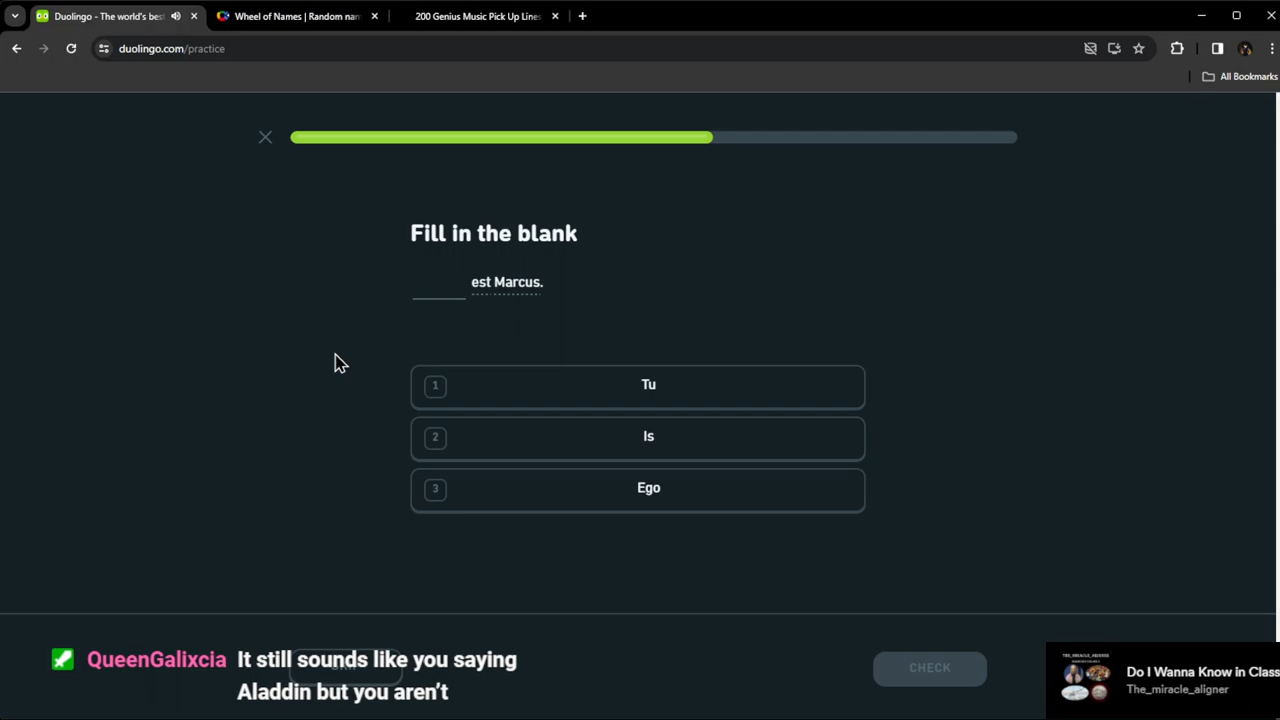 Duolingo - The world's best
Wheel of Names | Random nam
200 Genius Music Pick Up Lines
duolingo.com/practice
All Bookmarks
Fill in the blank
est Marcus.
1 Tu
2 Is
3 Ego
QueenGalixcia It still sounds like you saying
Aladdin but you aren't
CHECK
THE_MIRACLE_ALIGNER
Do I Wanna Know in Class
The_miracle_aligner